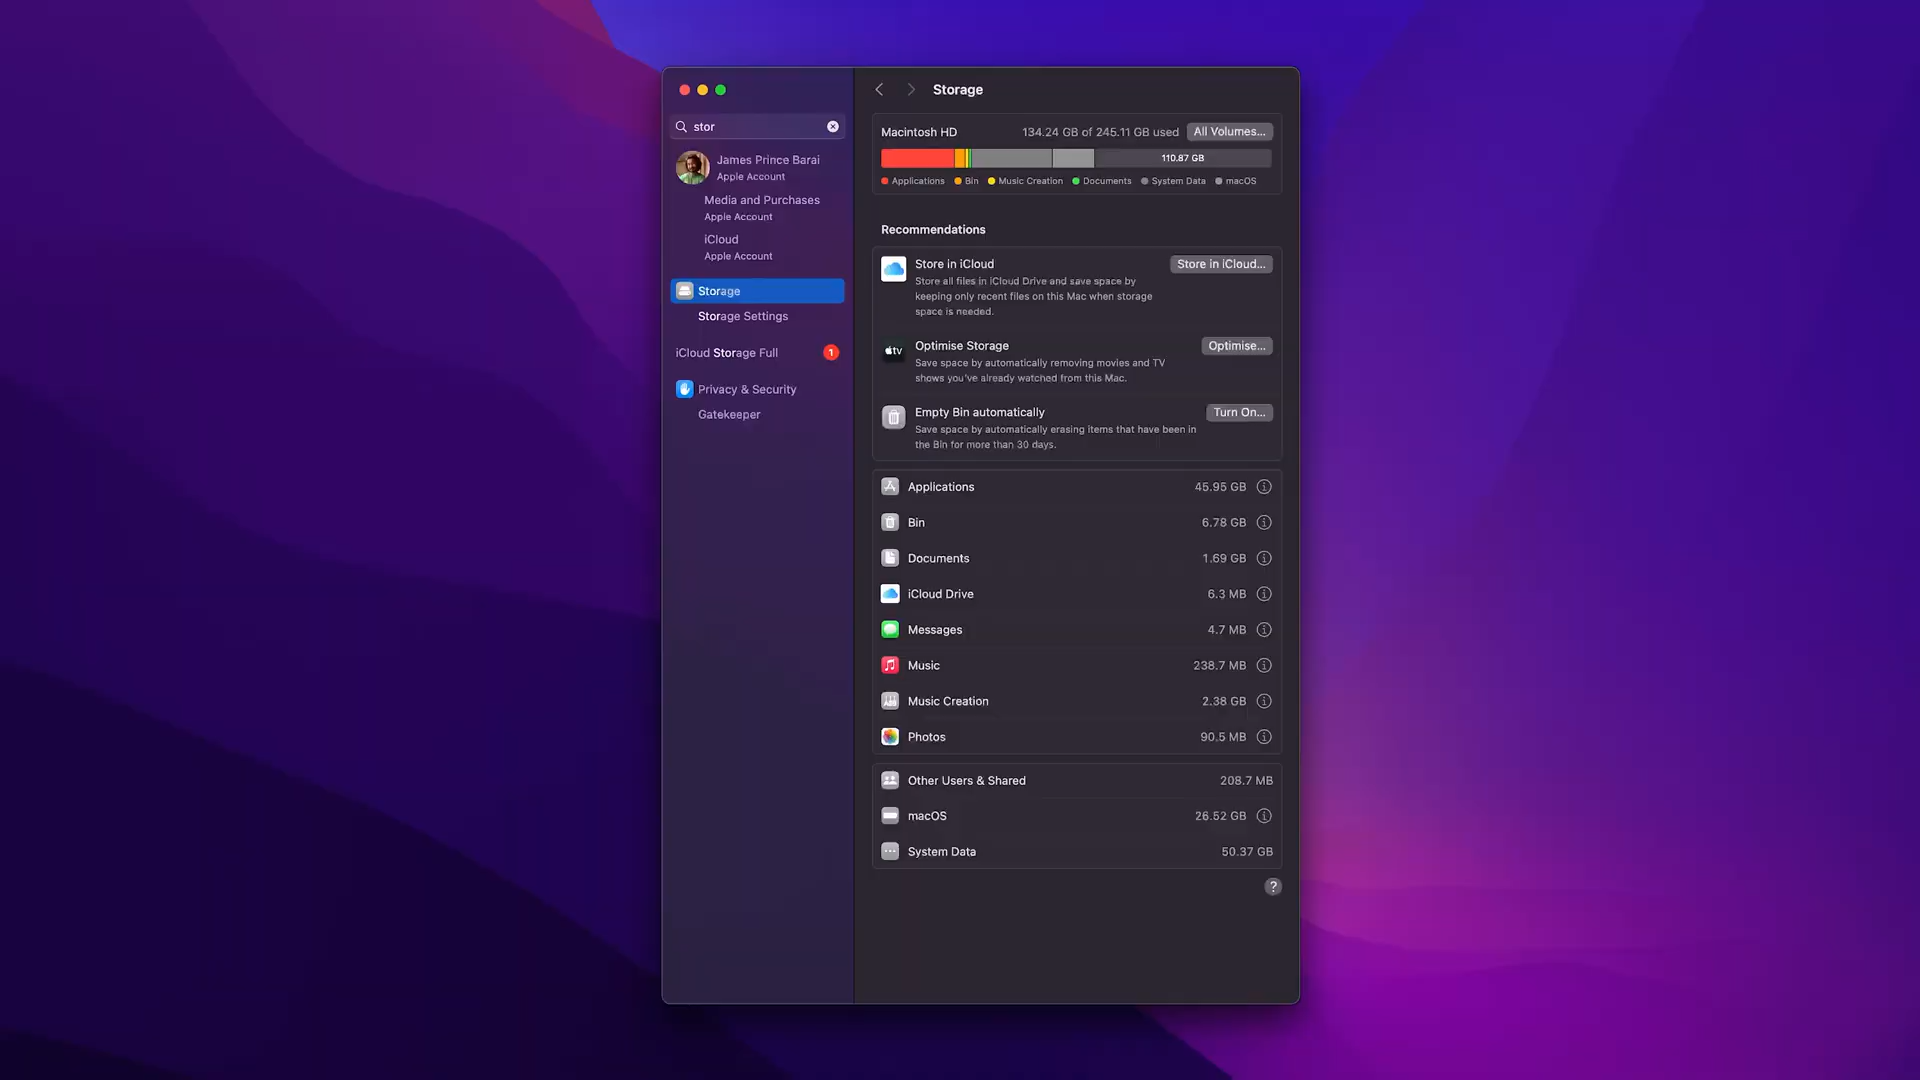 stor
James Prince Barai
Apple Account
Media and Purchases
Apple Account
iCloud
Apple Account
Storage
Storage Settings
iCloud Storage Full 1
Privacy & Security
Gatekeeper
Storage
Macintosh HD 134.24 GB of 245.11 GB used All Volumes...
110.87 GB
Applications Bin Music Creation Documents System Data macOS
Recommendations
Store in iCloud Store in iCloud...
Store all files in iCloud Drive and save space by
keeping only recent files on this Mac when storage
space is needed.
tv Optimise Storage Optimise...
Save space by automatically removing movies and TV
shows you've already watched from this Mac.
Empty Bin automatically Turn On...
Save space by automatically erasing items that have been in
the Bin for more than 30 days.
Applications 45.95 GB
Bin 6.78 GB
Documents 1.69 GB
iCloud Drive 6.3 MB
Messages 4.7 MB
Music 238.7 MB
Music Creation 2.38 GB
Photos 90.5 MB
Other Users & Shared 208.7 MB
macOS 26.52 GB
System Data 50.37 GB
?